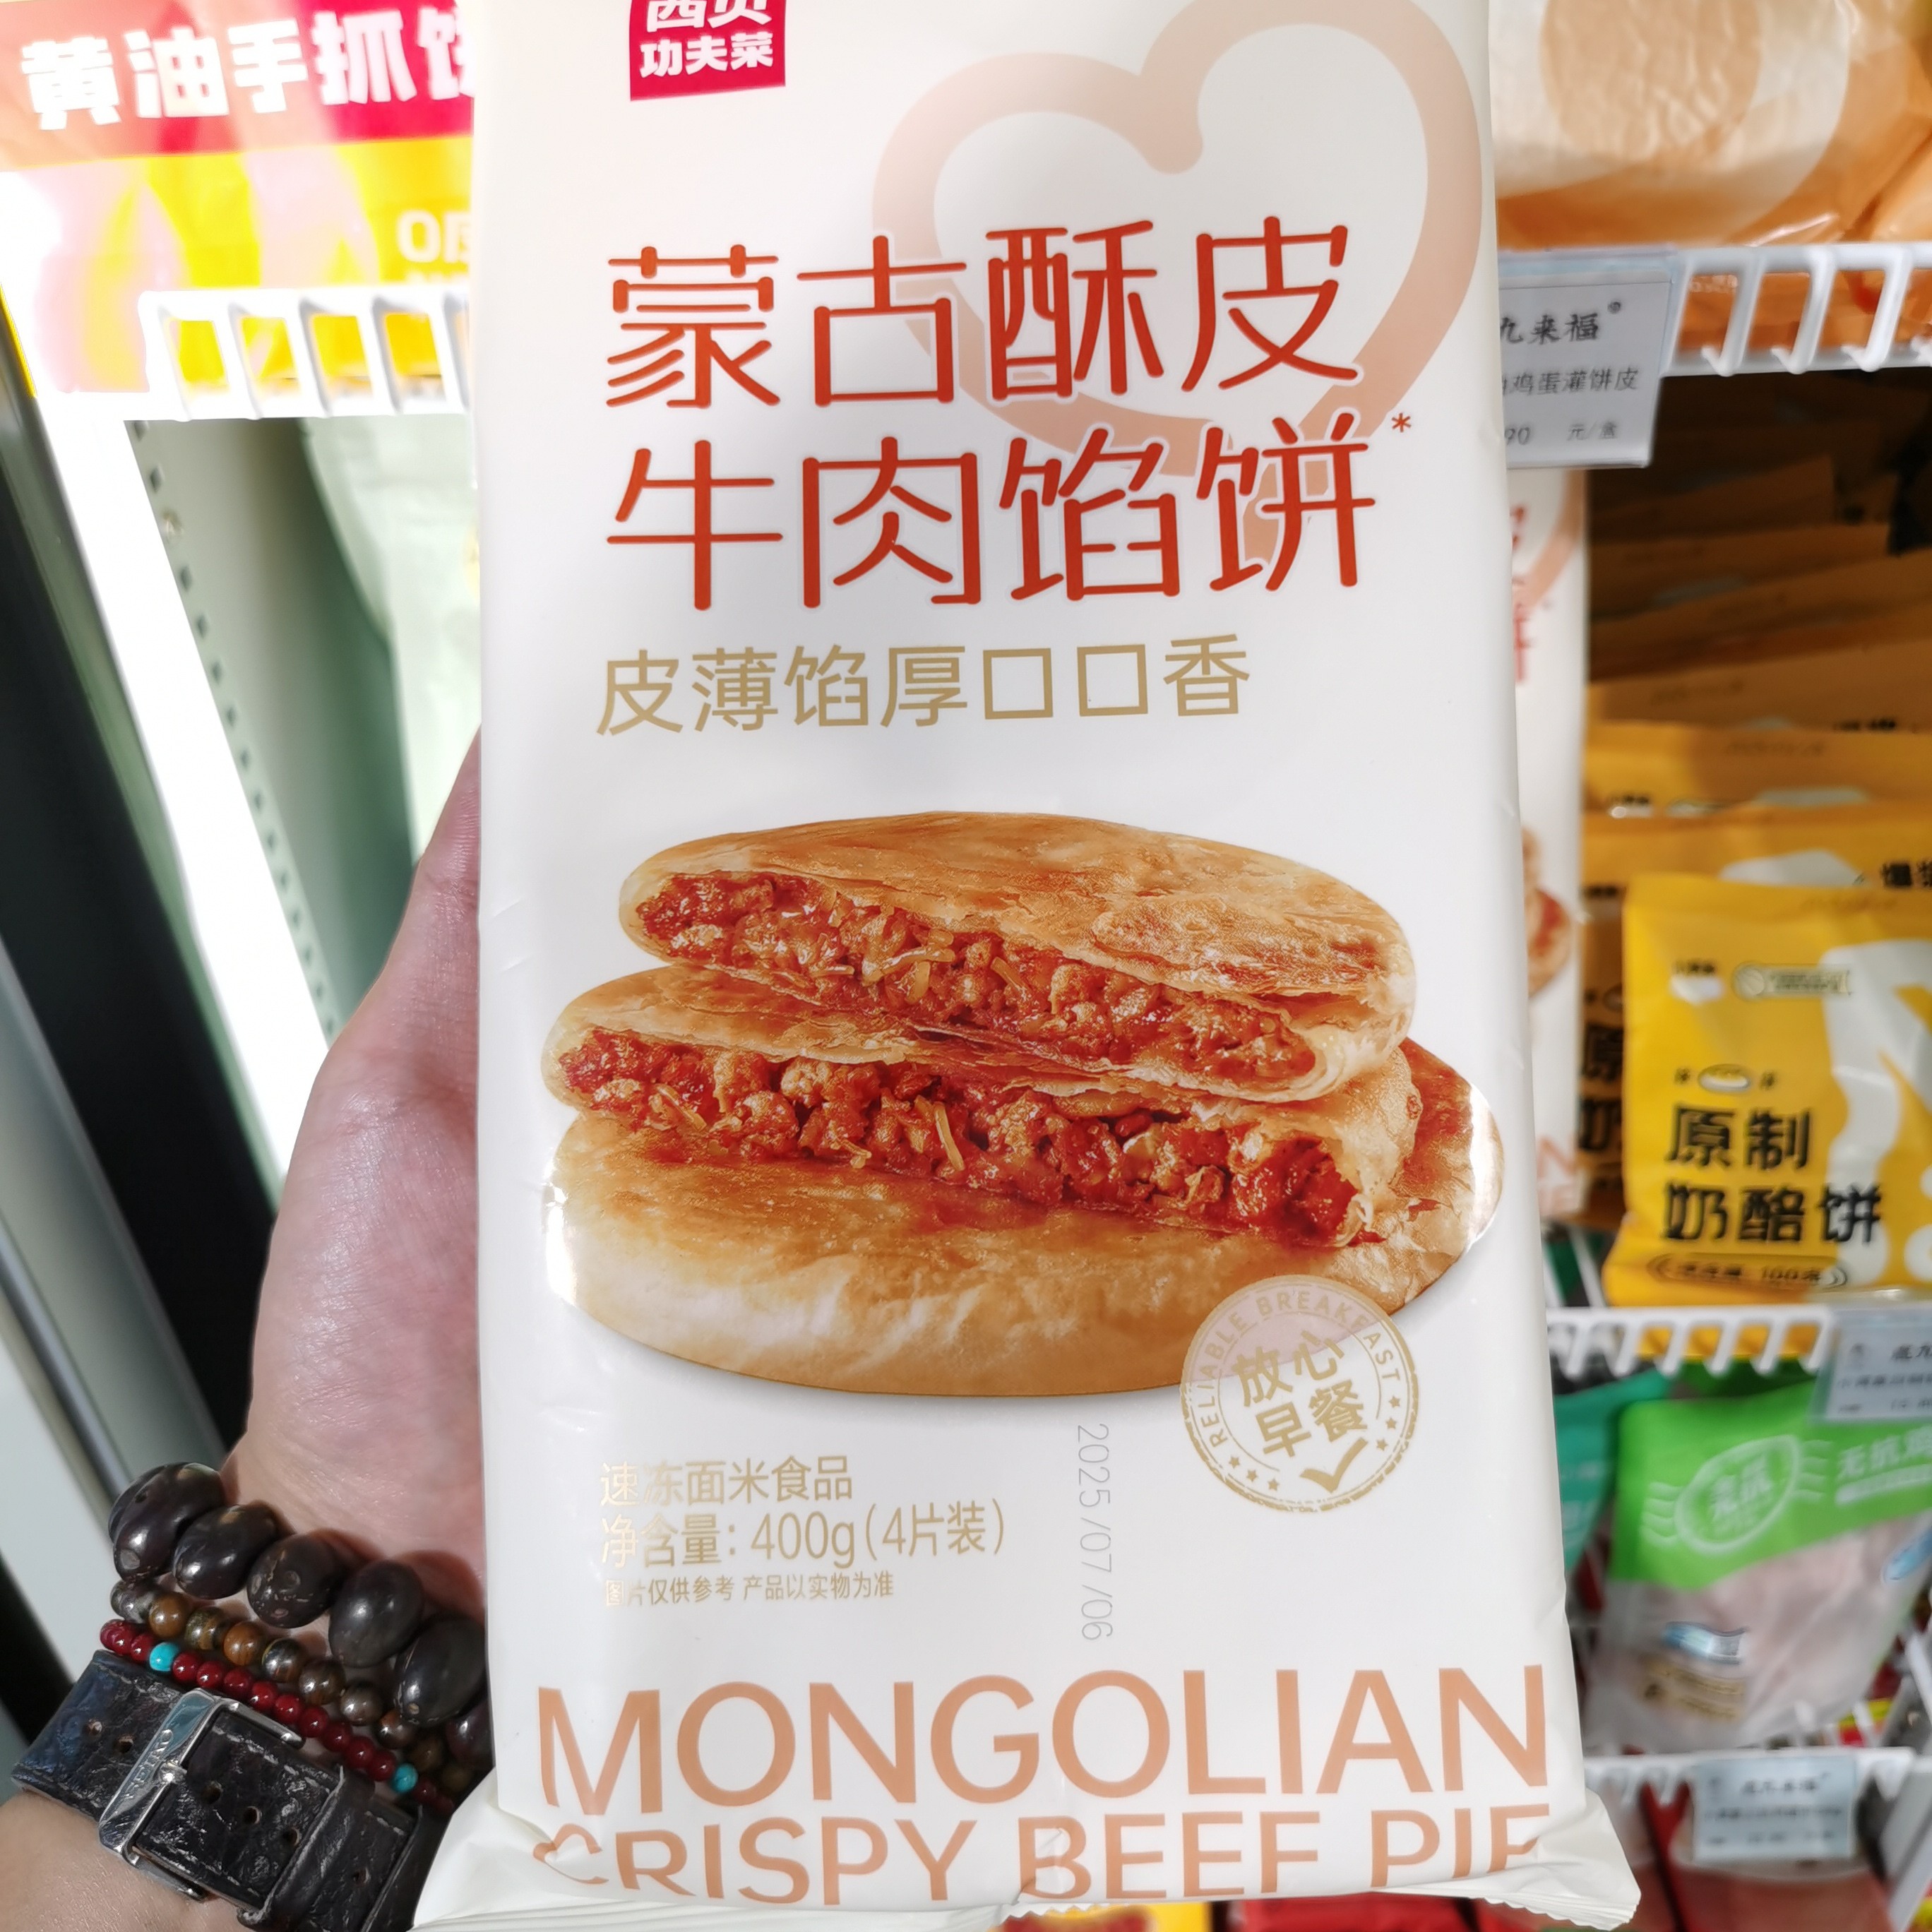 黄油手抓饼
西贝
功夫菜
蒙古酥皮
牛肉馅饼*
皮薄馅厚口口香
RELIABLE BREAKFAST
放心
早餐
速冻面米食品
净含量：400g(4片装)
图片仅供参考 产品以实物为准
2025/07/06
MONGOLIAN
CRISPY BEEF PIE
来福
鸡蛋灌饼皮
90 元/盒
原制
奶酪饼